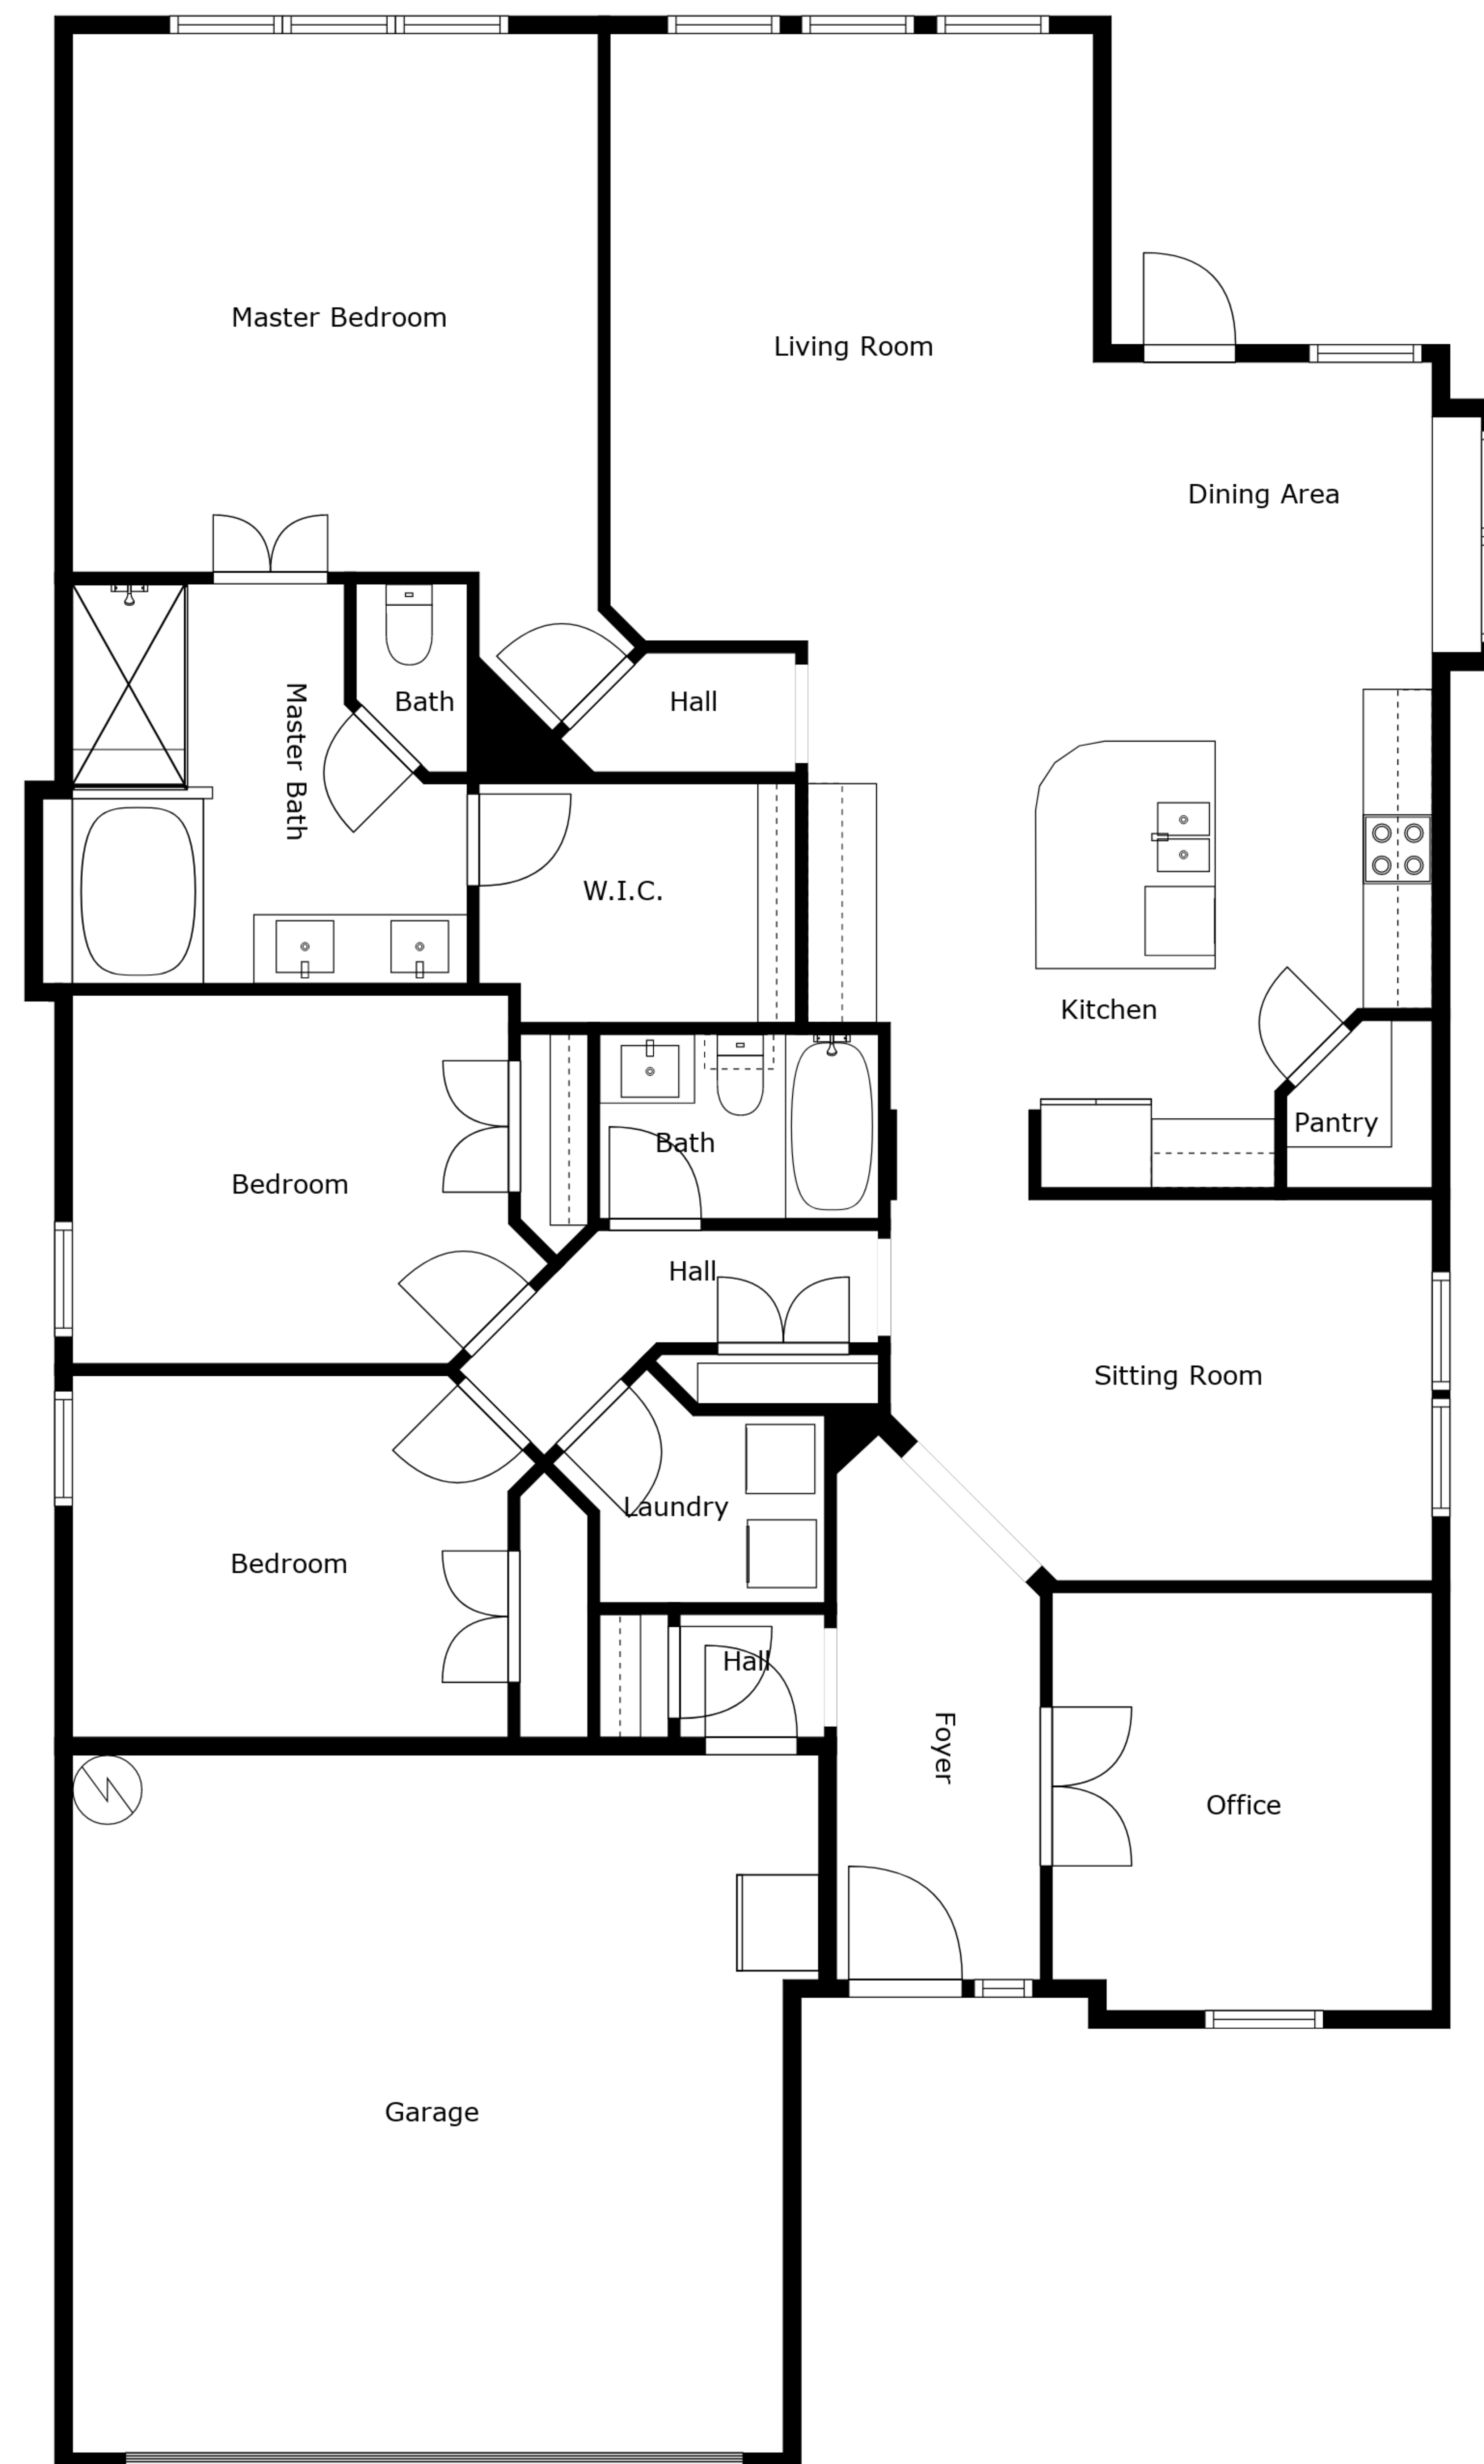 Master Bedroom
Living Room
Dining Area
Master Bath
Bath
Hall
W.I.C.
Kitchen
Pantry
Bath
Bedroom
Hall
Sitting Room
Laundry
Bedroom
Hall
Foyer
Office
Garage